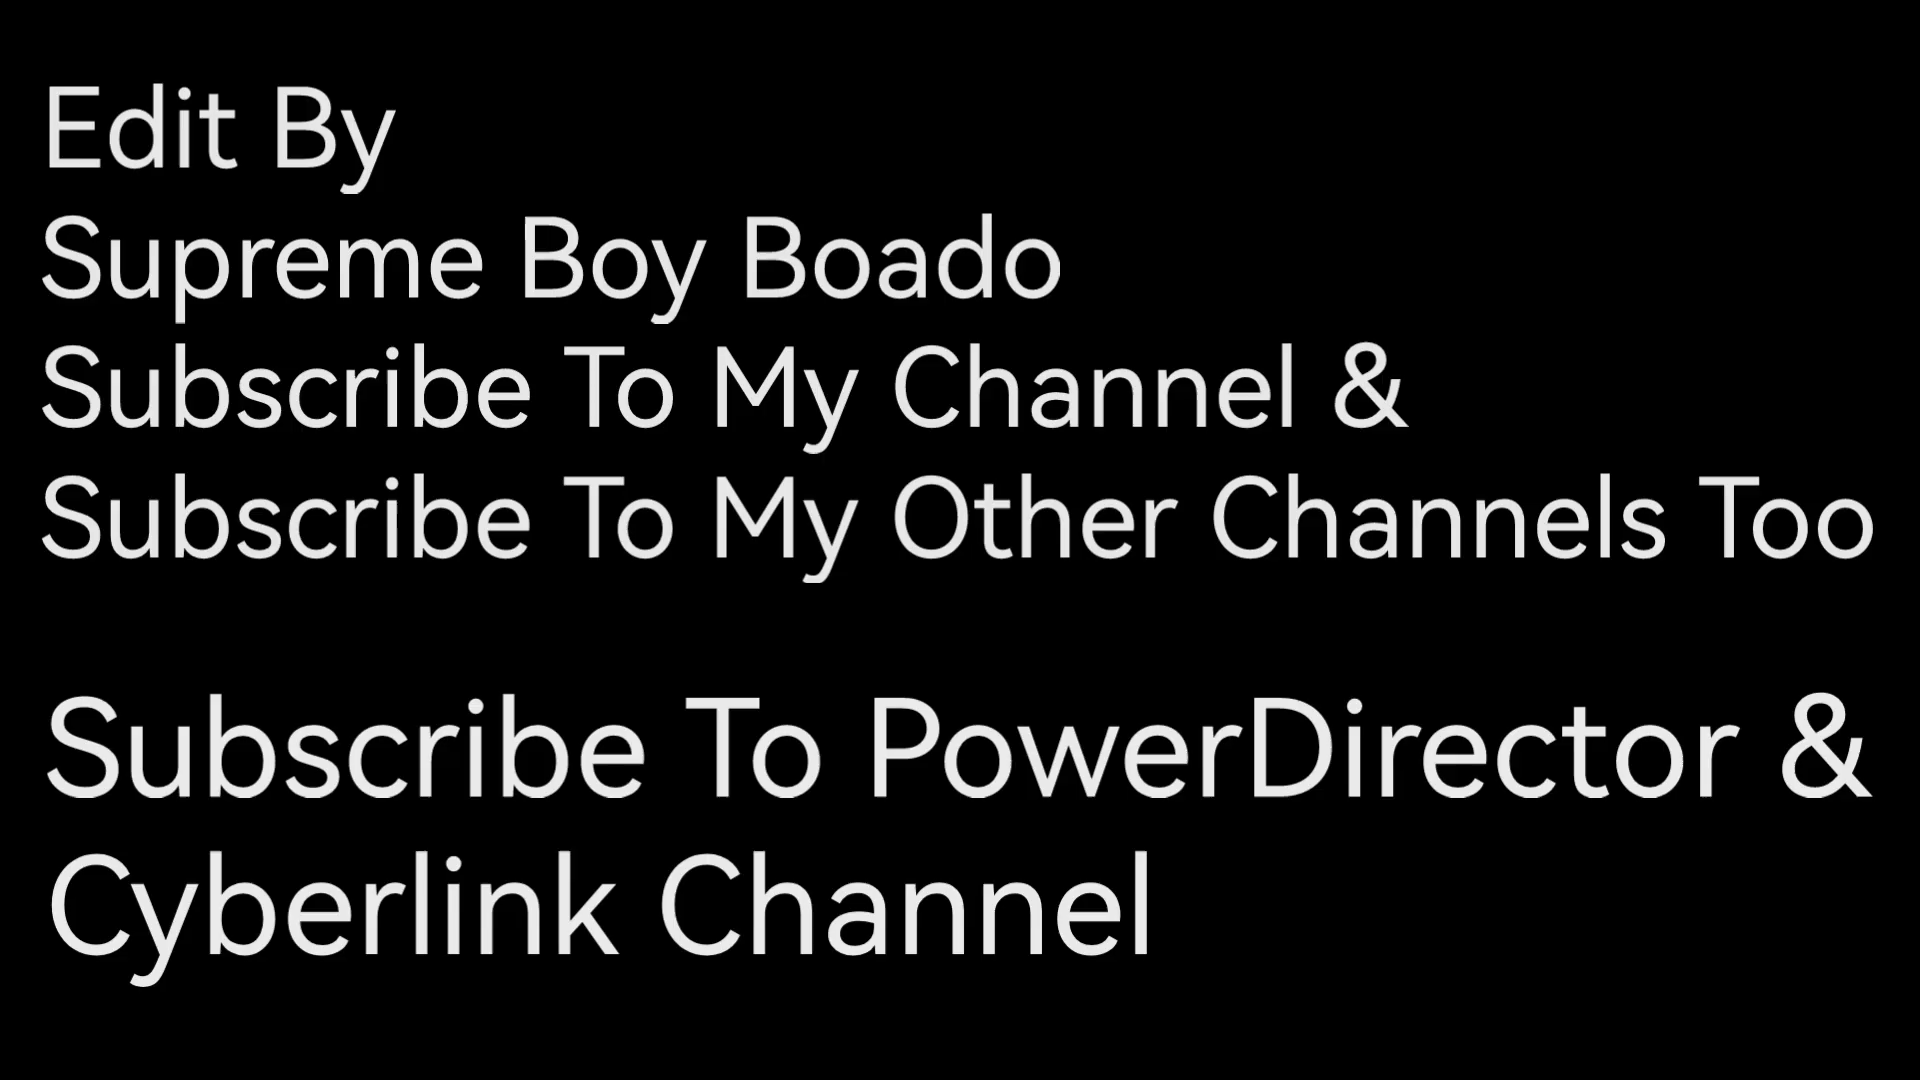 Edit By
Supreme Boy Boado
Subscribe To My Channel &
Subscribe To My Other Channels Too
Subscribe To PowerDirector &
Cyberlink Channel